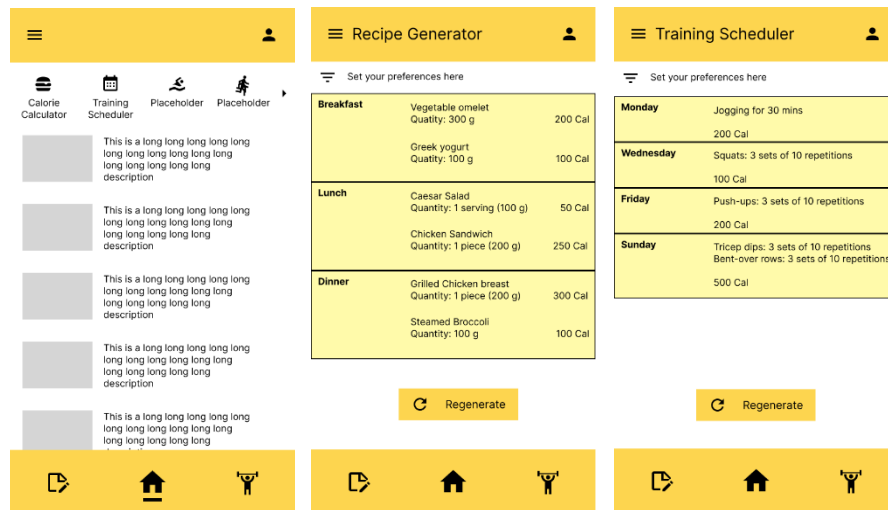 Calorie
Calculator
Training
Scheduler
Placeholder
Placeholder
This is a long long long long long
long long long long long long
long long long long long
description
This is a long long long long long
long long long long long long
long long long long long
description
This is a long long long long long
long long long long long long
long long long long long
description
This is a long long long long long
long long long long long long
long long long long long
description
This is a long long long long long
long long long long long long
long long long long long
Recipe Generator
Set your preferences here
Breakfast
Vegetable omelet
Quatity: 300 g 200 Cal
Greek yogurt
Quatity: 100 g 100 Cal
Lunch
Caesar Salad
Quantity: 1 serving (100 g) 50 Cal
Chicken Sandwich
Quantity: 1 piece (200 g) 250 Cal
Dinner
Grilled Chicken breast
Quantity: 1 piece (200 g) 300 Cal
Steamed Broccoli
Quantity: 100 g 100 Cal
Regenerate
Training Scheduler
Set your preferences here
Monday
Jogging for 30 mins
200 Cal
Wednesday
Squats: 3 sets of 10 repetitions
100 Cal
Friday
Push-ups: 3 sets of 10 repetitions
200 Cal
Sunday
Tricep dips: 3 sets of 10 repetitions
Bent-over rows: 3 sets of 10 repetitions
500 Cal
Regenerate